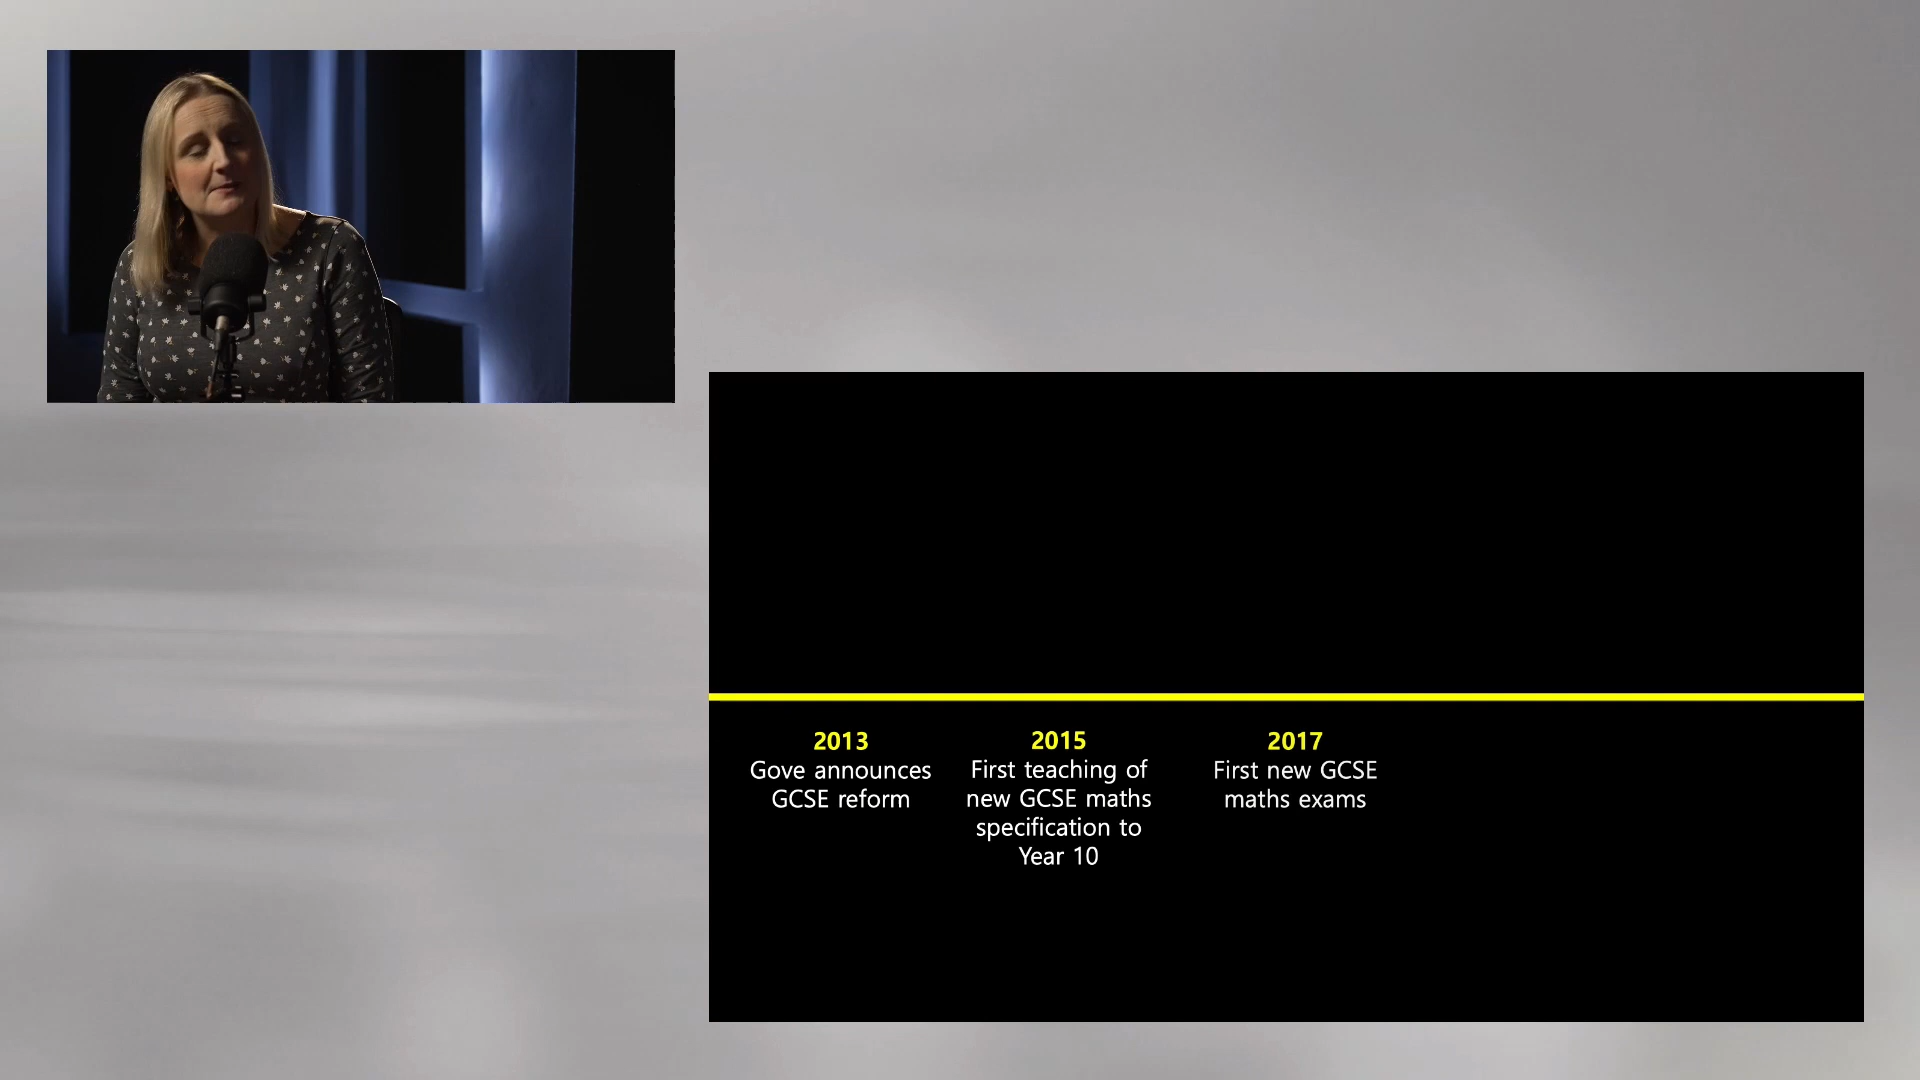 2013
Gove announces
GCSE reform
2015
First teaching of
new GCSE maths
specification to
Year 10
2017
First new GCSE
maths exams